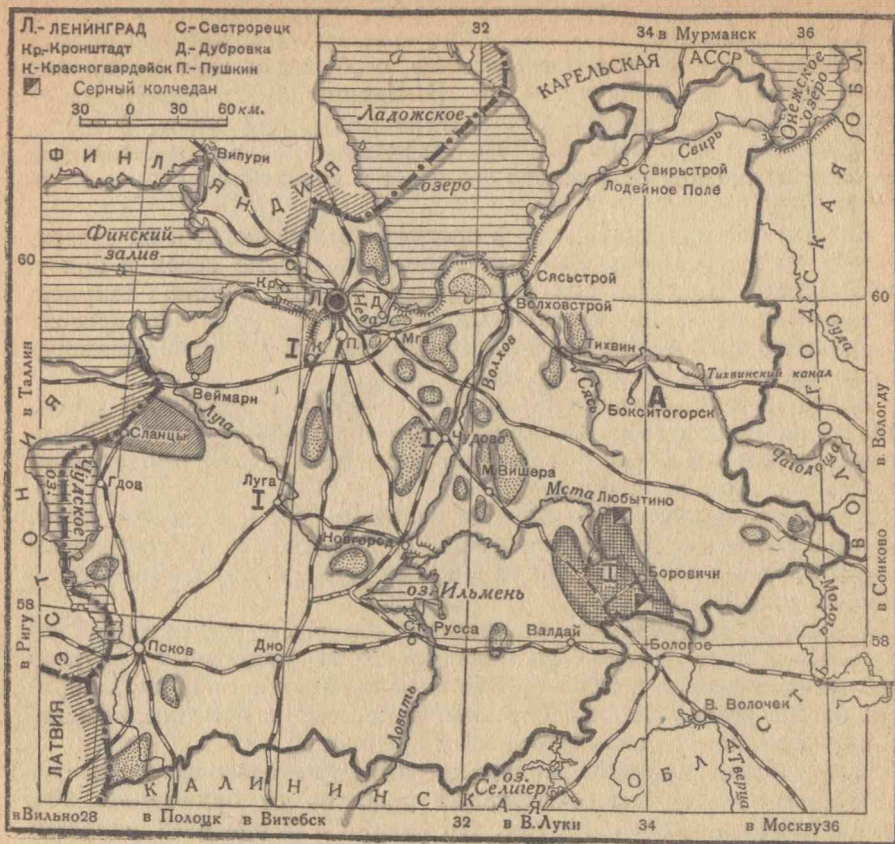 Л.- ЛЕНИНГРАД С.- Сестрорецк
Кр.-Кронштадт Д.- Дубровка
К.-Красногвардейск П.- Пушкин
Серный колчедан
30 0 30 60 км.
32 34 в Мурманск 36
КАРЕЛЬСКАЯ АССР
Онежское озеро
Ладожское озеро
ФИНЛЯНДИЯ
Випури
Свирь
Свирьстрой
Лодейное Поле
Финский залив
60
60
Кр.
Л
Нева
Д.
Сясьстрой
Волховстрой
К.
П.
Мга
I
Волхов
Тихвин
Тихвинский канал
Суда
в Таллин
Веймарн
Луга
Сясь
А
Бокситогорск
в Вологду
Сланцы
I
Чудово
Чагодоща
Чудское оз.
Гдов
Луга
I
М.Вишера
Мста
Любытино
ЭСТОНИЯ
Новгород
I
Боровичи
оз. Ильмень
Молога
в Сонково
58
58
в Ригу
Псков
Дно
Ст. Русса
Валдай
Бологое
В. Волочек
Ловать
ЛАТВИЯ
КАЛИНИНСКАЯ ОБЛАСТЬ
ВОЛОГОДСКАЯ ОБЛ
оз. Селигер
р.Тверца
в Вильно 28 в Полоцк в Витебск 32 в В.Луки 34 в Москву 36